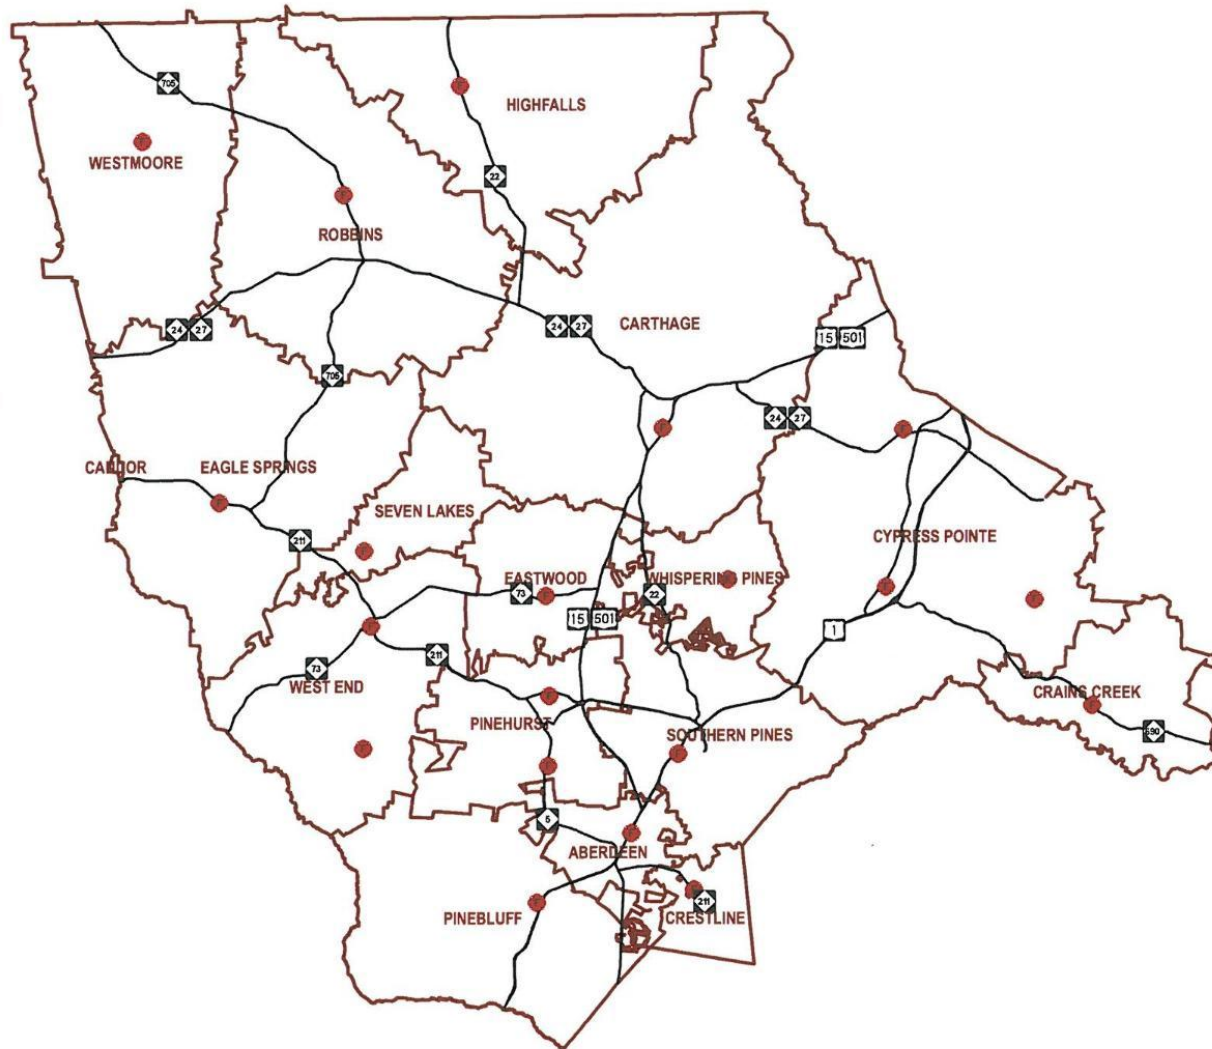 705
HIGHFALLS
WESTMOORE
22
ROBBINS
24 27
24 27
CARTHAGE
15 501
705
24 27
EAGLE SPRINGS
SEVEN LAKES
211
CYPRESS POINTE
EASTWOOD
WHISPERING PINES
73
22
15 501
1
211
73
WEST END
CRAINS CREEK
PINEHURST
SOUTHERN PINES
690
5
ABERDEEN
211
PINEBLUFF
CRESTLINE